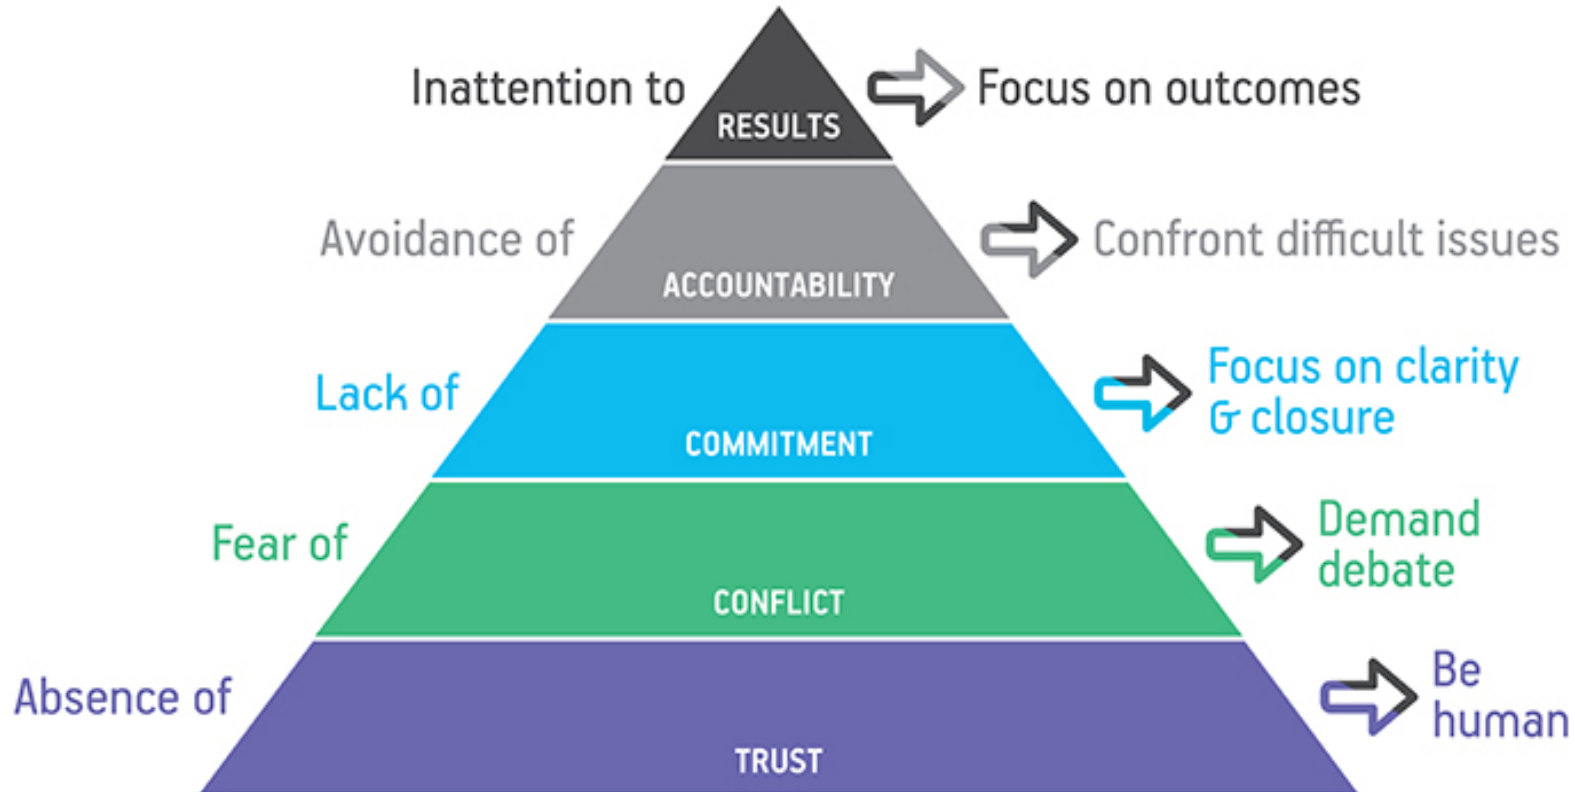 Inattention to
RESULTS
Focus on outcomes
Avoidance of
ACCOUNTABILITY
Confront difficult issues
Lack of
COMMITMENT
Focus on clarity
& closure
Fear of
CONFLICT
Demand
debate
Absence of
TRUST
Be
human